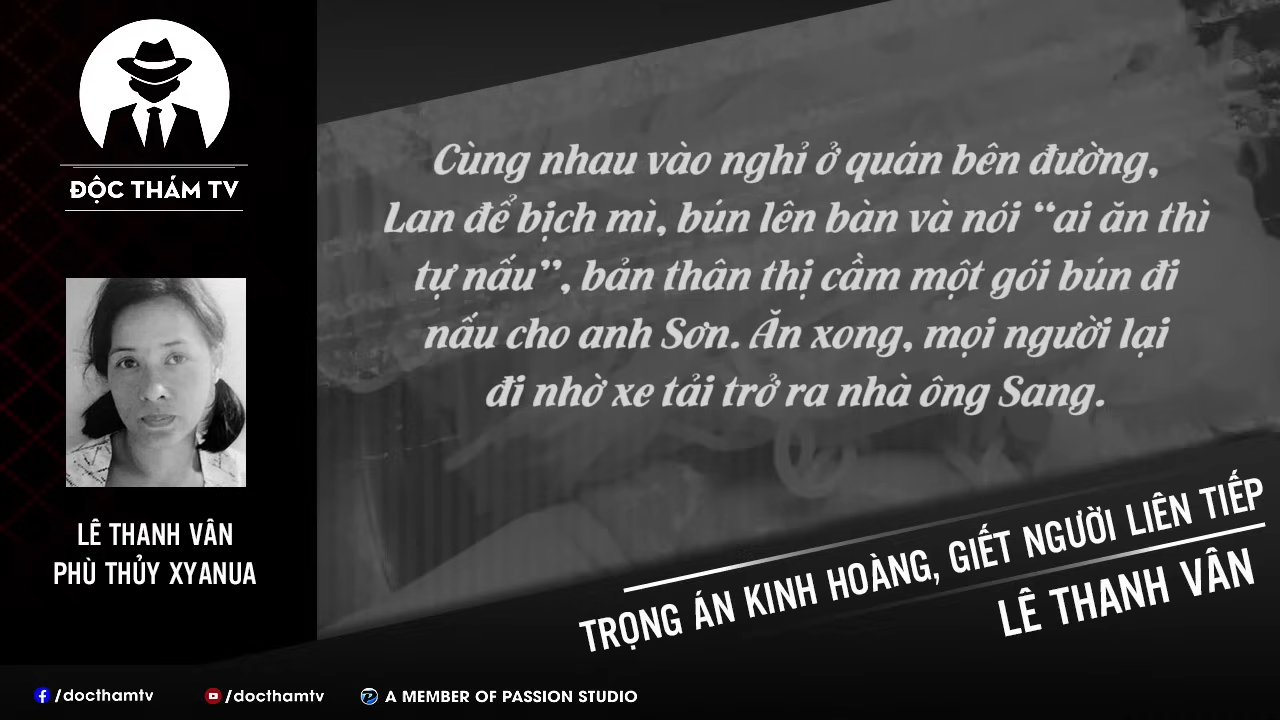 ĐỘC THÁM TV
LÊ THANH VÂN
PHÙ THỦY XYANUA
Cùng nhau vào nghỉ ở quán bên đường,
Lan để bịch mì, bún lên bàn và nói “ai ăn thì
tự nấu”, bản thân thị cầm một gói bún đi
nấu cho anh Sơn. Ăn xong, mọi người lại
đi nhờ xe tải trở ra nhà ông Sang.
TRỌNG ÁN KINH HOÀNG, GIẾT NGƯỜI LIÊN TIẾP
LÊ THANH VÂN
/docthamtv
/docthamtv
A MEMBER OF PASSION STUDIO